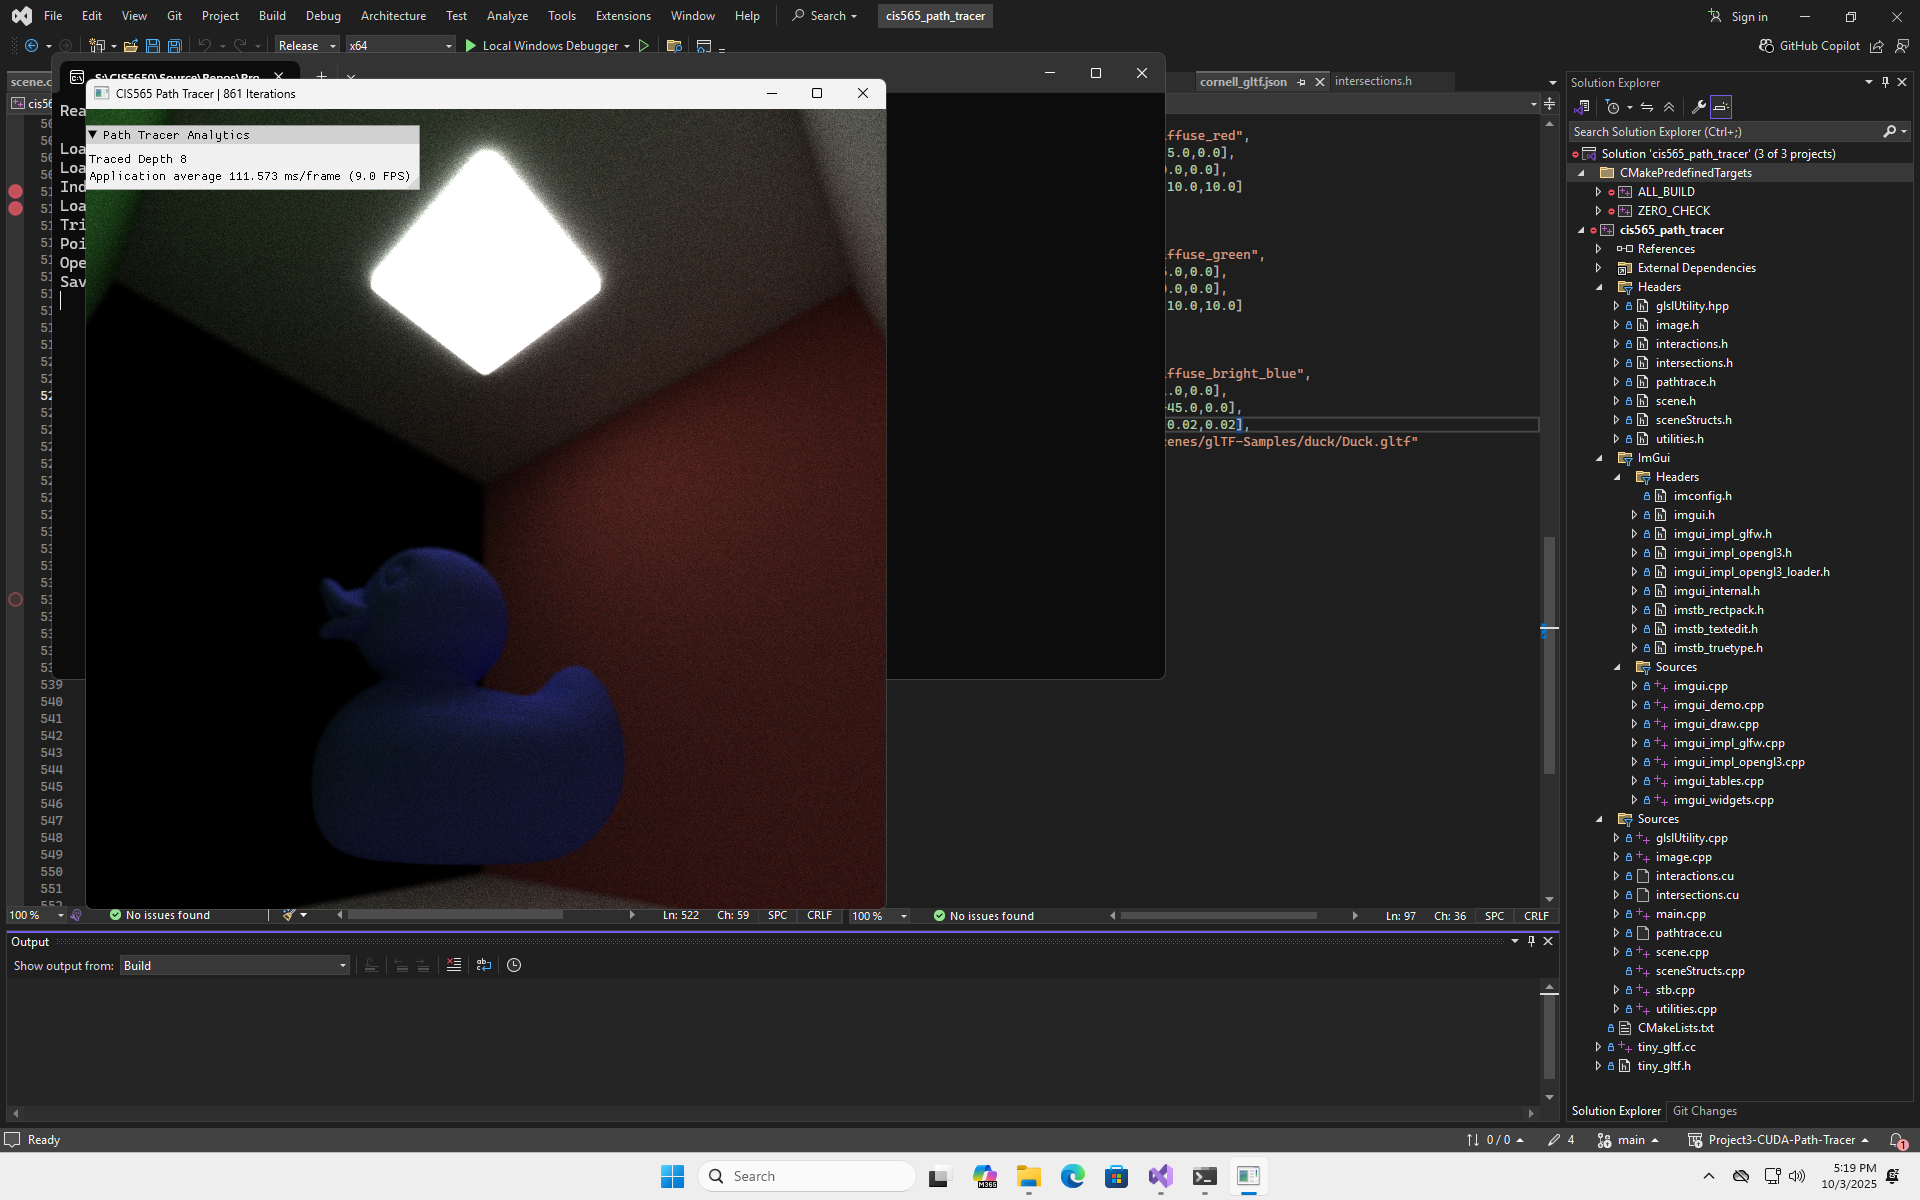 File Edit View Git Project Build Debug Architecture Test Analyze Tools Extensions Window Help Search cis565_path_tracer Sign in
Release x64 Local Windows Debugger GitHub Copilot
scene.c
S:\CIS5650\Source\Repos\Pro
cornell_gltf.json
intersections.h
CIS565 Path Tracer | 861 Iterations
Path Tracer Analytics
Traced Depth 8
Application average 111.573 ms/frame (9.0 FPS)
cis56
Rea
Loa
Loa
Ind
Loa
Tri
Poi
Ope
Sav
539
540
541
542
543
544
545
546
547
548
549
550
551
552
ffuse_red",
5.0,0.0],
0.0,0.0],
10.0,10.0]
ffuse_green",
5.0,0.0],
0.0,0.0],
10.0,10.0]
ffuse_bright_blue",
.0,0.0],
45.0,0.0],
0.02,0.02],
cenes/glTF-Samples/duck/Duck.gltf"
100 % No issues found Ln: 522 Ch: 59 SPC CRLF
100 % No issues found Ln: 97 Ch: 36 SPC CRLF
Output
Show output from: Build
Solution Explorer
Search Solution Explorer (Ctrl+;)
Solution 'cis565_path_tracer' (3 of 3 projects)
CMakePredefinedTargets
ALL_BUILD
ZERO_CHECK
cis565_path_tracer
References
External Dependencies
Headers
glslUtility.hpp
image.h
interactions.h
intersections.h
pathtrace.h
scene.h
sceneStructs.h
utilities.h
ImGui
Headers
imconfig.h
imgui.h
imgui_impl_glfw.h
imgui_impl_opengl3.h
imgui_impl_opengl3_loader.h
imgui_internal.h
imstb_rectpack.h
imstb_textedit.h
imstb_truetype.h
Sources
imgui.cpp
imgui_demo.cpp
imgui_draw.cpp
imgui_impl_glfw.cpp
imgui_impl_opengl3.cpp
imgui_tables.cpp
imgui_widgets.cpp
Sources
glslUtility.cpp
image.cpp
interactions.cu
intersections.cu
main.cpp
pathtrace.cu
scene.cpp
sceneStructs.cpp
stb.cpp
utilities.cpp
CMakeLists.txt
tiny_gltf.cc
tiny_gltf.h
Solution Explorer Git Changes
Ready 0 / 0 4 main Project3-CUDA-Path-Tracer 1
Search
M365
5:19 PM
10/3/2025